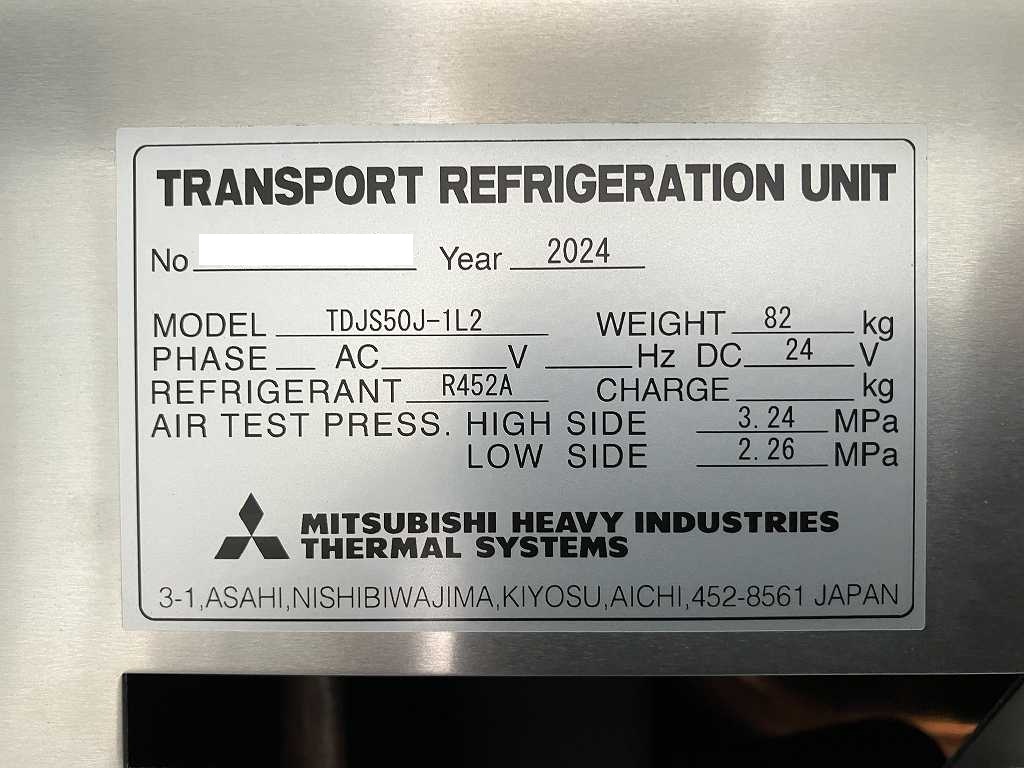 TRANSPORT REFRIGERATION UNIT
No Year 2024
MODEL TDJS50J-1L2 WEIGHT 82 kg
PHASE AC V Hz DC 24 V
REFRIGERANT R452A CHARGE kg
AIR TEST PRESS. HIGH SIDE 3.24 MPa
LOW SIDE 2.26 MPa
MITSUBISHI HEAVY INDUSTRIES
THERMAL SYSTEMS
3-1,ASAHI,NISHIBIWAJIMA,KIYOSU,AICHI,452-8561 JAPAN